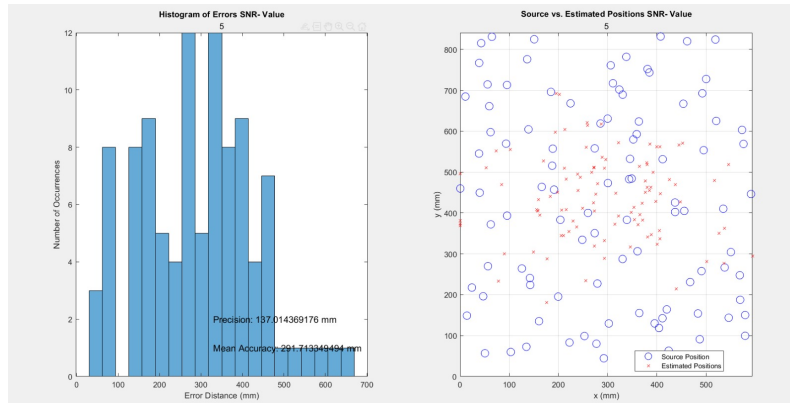 Histogram of Errors SNR- Value
5
12
10
8
6
4
2
0
Number of Occurrences
Precision: 137.014369176 mm
Mean Accuracy: 291.713349494 mm
0 100 200 300 400 500 600 700
Error Distance (mm)
Source vs. Estimated Positions SNR- Value
5
800
700
600
500
400
300
200
100
0
y (mm)
Source Position
Estimated Positions
0 100 200 300 400 500
x (mm)